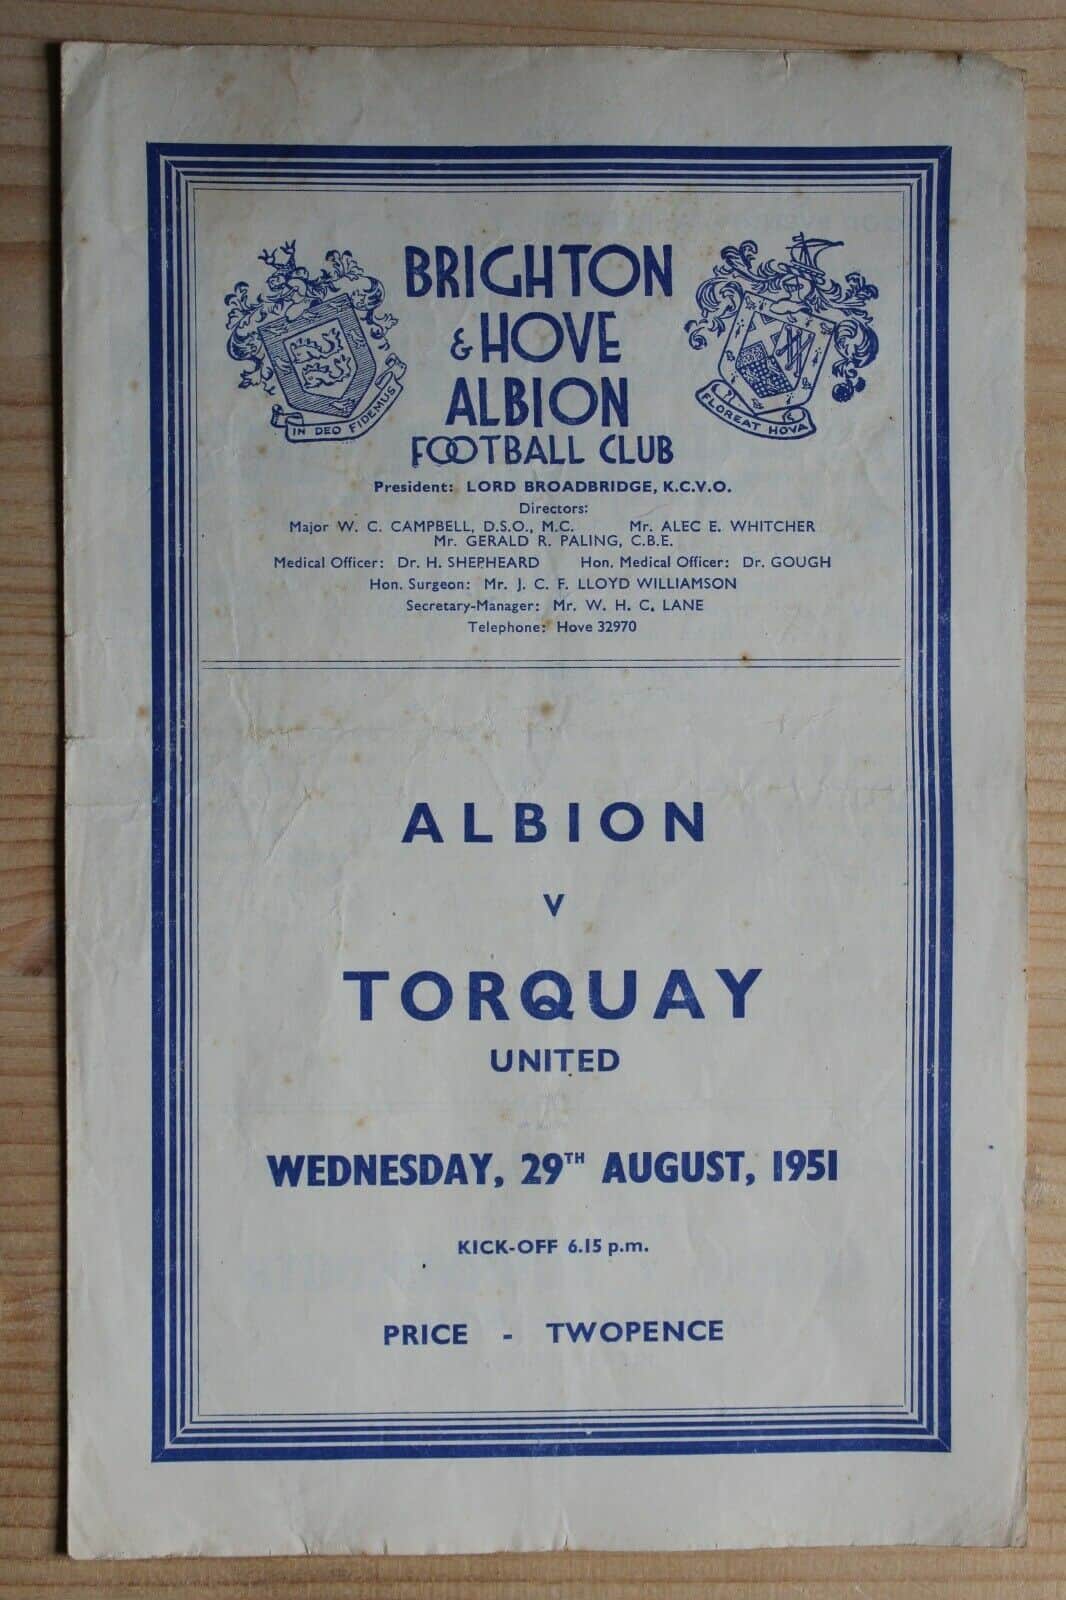 BRIGHTON
& HOVE
ALBION
FOOTBALL CLUB
IN DEO FIDEMUS
FLOREAT HOVA
President: LORD BROADBRIDGE, K.C.V.O.
Directors:
Major W. C. CAMPBELL, D.S.O., M.C. Mr. ALEC E. WHITCHER
Mr. GERALD R. PALING, C.B.E.
Medical Officer: Dr. H. SHEPHEARD Hon. Medical Officer: Dr. GOUGH
Hon. Surgeon: Mr. J. C. F. LLOYD WILLIAMSON
Secretary-Manager: Mr. W. H. C. LANE
Telephone: Hove 32970
ALBION
V
TORQUAY
UNITED
WEDNESDAY, 29TH AUGUST, 1951
KICK-OFF 6.15 p.m.
PRICE - TWOPENCE